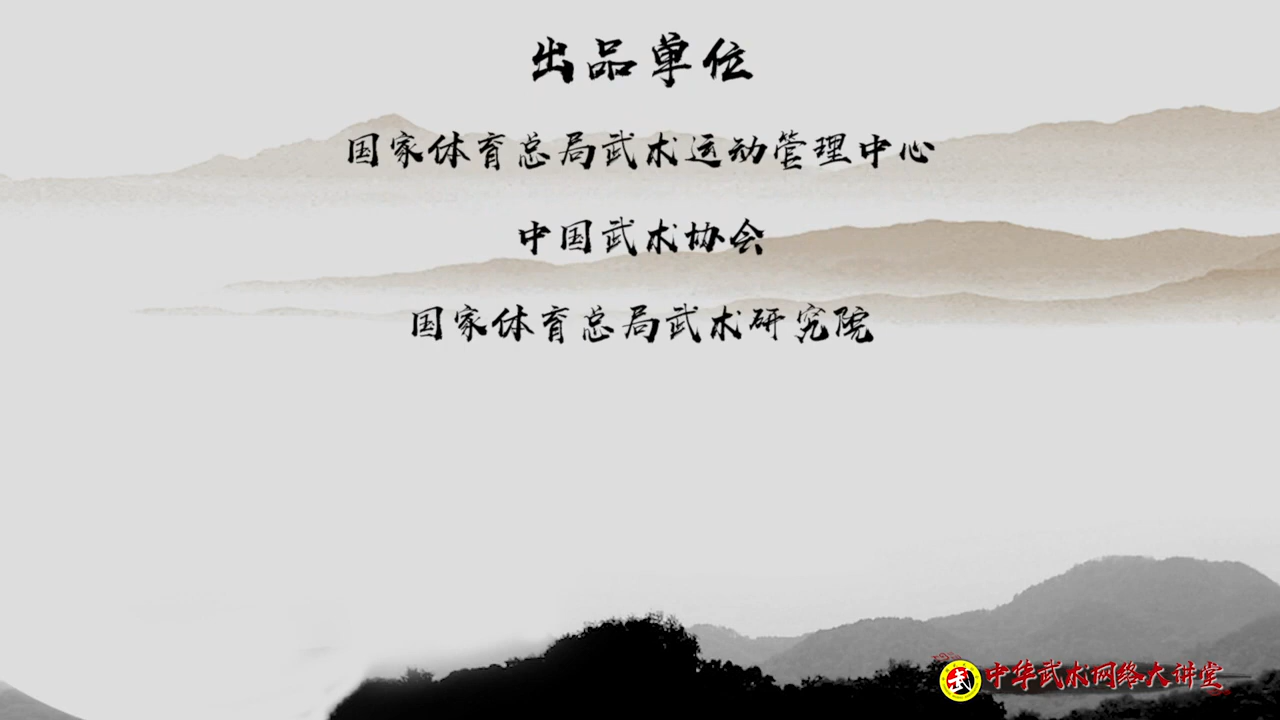 出品单位
国家体育总局武术运动管理中心
中国武术协会
国家体育总局武术研究院
武 中华武术网络大讲堂